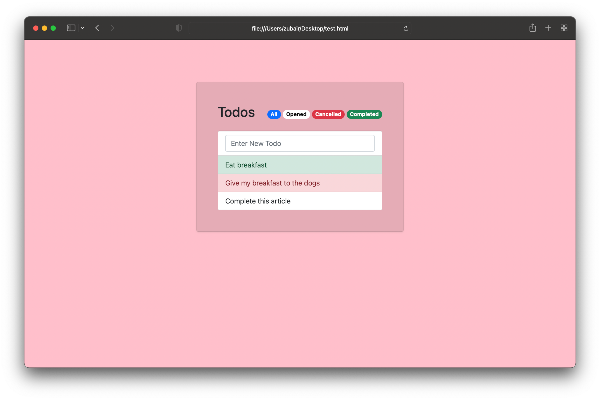 file:///Users/zubair/Desktop/test.html
Todos
All Opened Cancelled Completed
Enter New Todo
Eat breakfast
Give my breakfast to the dogs
Complete this article